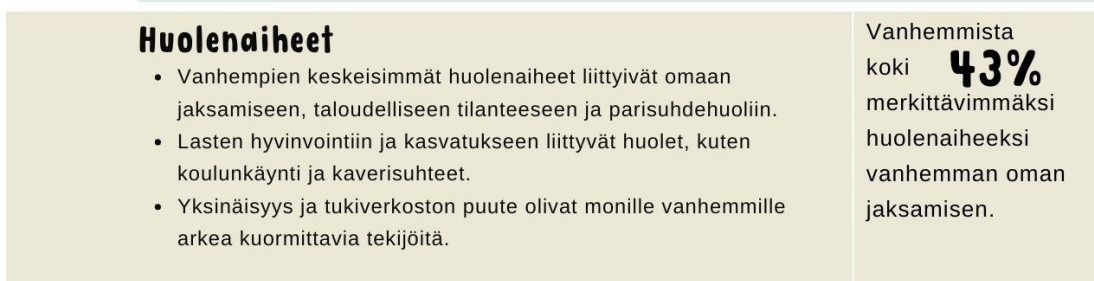 Huolenaiheet
• Vanhempien keskeisimmät huolenaiheet liittyivät omaan
jaksamiseen, taloudelliseen tilanteeseen ja parisuhdehuoliin.
• Lasten hyvinvointiin ja kasvatukseen liittyvät huolet, kuten
koulunkäynti ja kaverisuhteet.
• Yksinäisyys ja tukiverkoston puute olivat monille vanhemmille
arkea kuormittavia tekijöitä.
Vanhemmista
koki 43%
merkittävimmäksi
huolenaiheeksi
vanhemman oman
jaksamisen.